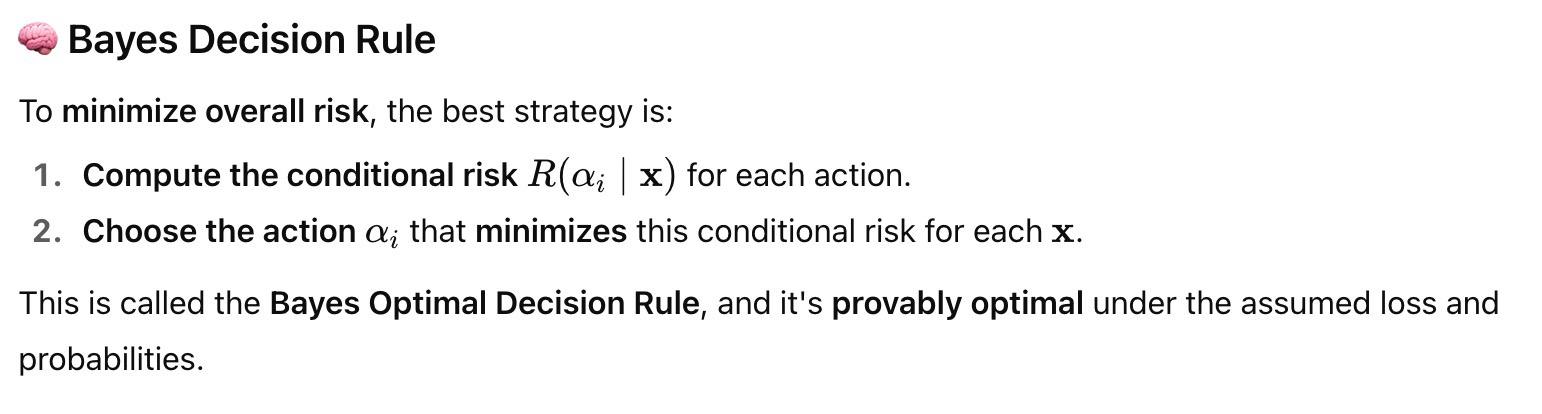 🧠 Bayes Decision Rule
To minimize overall risk, the best strategy is:
1. Compute the conditional risk R(αᵢ | x) for each action.
2. Choose the action αᵢ that minimizes this conditional risk for each x.
This is called the Bayes Optimal Decision Rule, and it's provably optimal under the assumed loss and
probabilities.